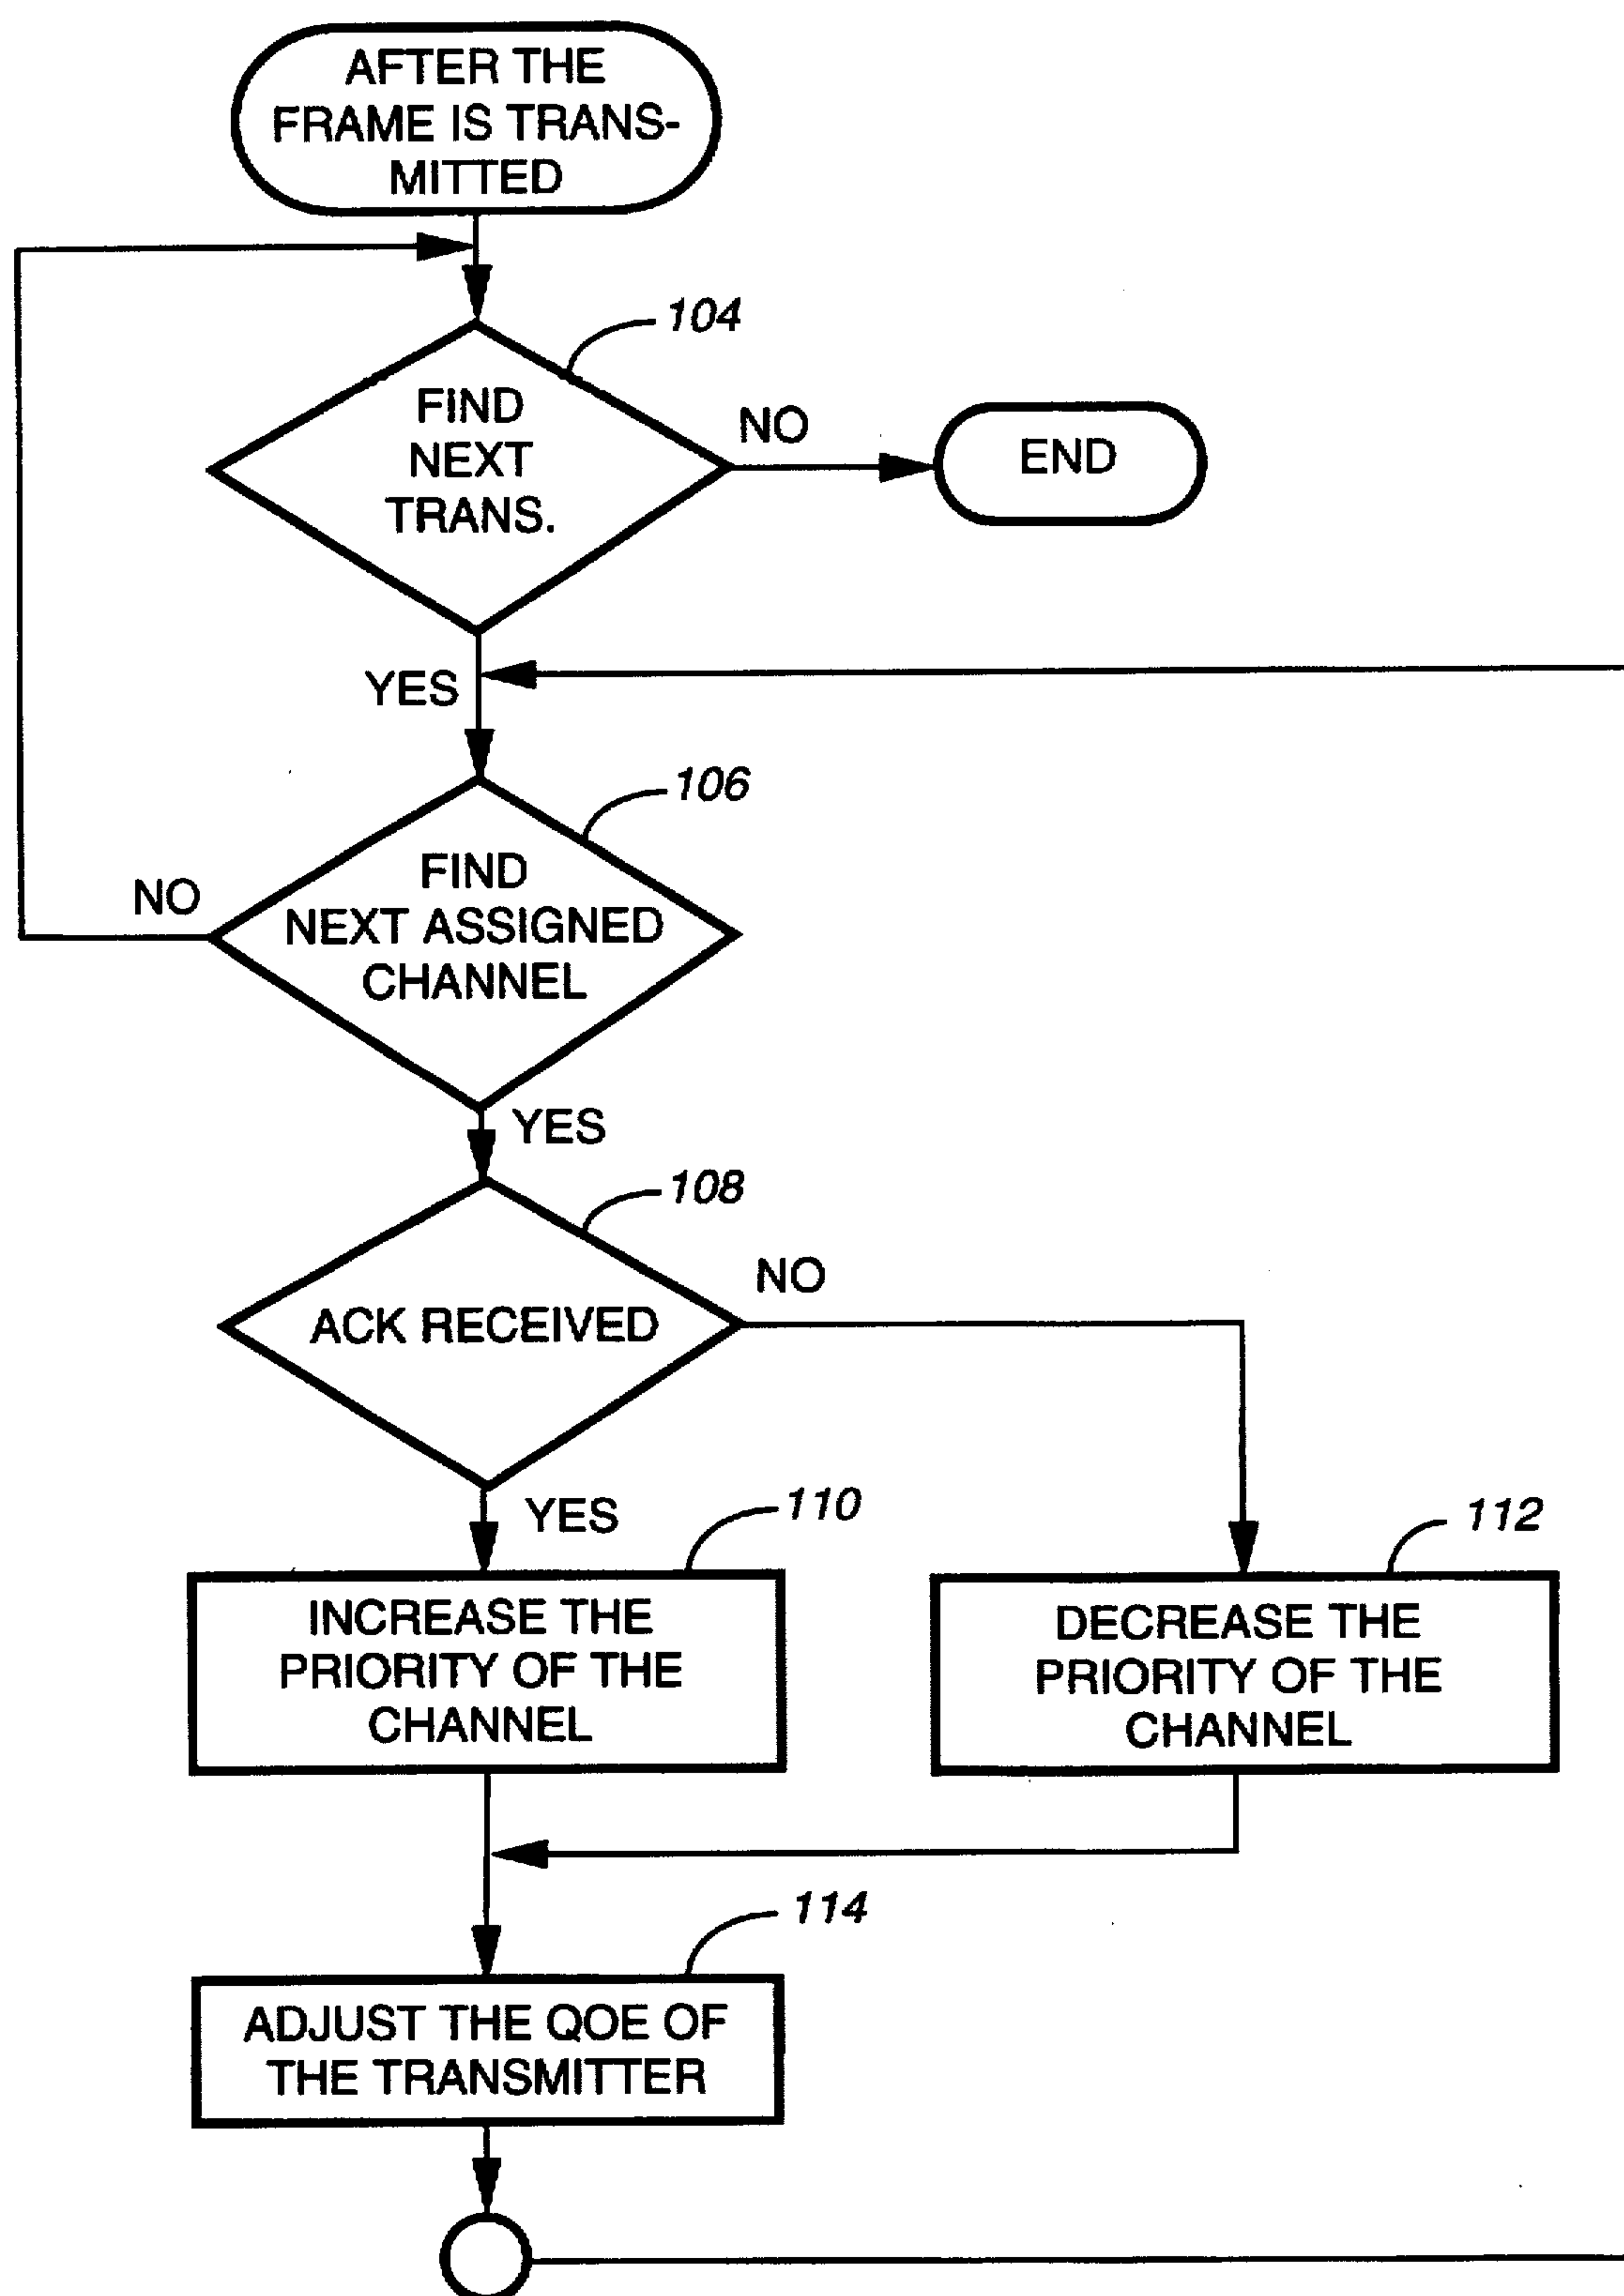 AFTER THE
FRAME IS TRANS-
MITTED
104
FIND
NEXT
TRANS.
NO
END
YES
106
FIND
NEXT ASSIGNED
CHANNEL
NO
YES
108
ACK RECEIVED
NO
YES
110
INCREASE THE
PRIORITY OF THE
CHANNEL
112
DECREASE THE
PRIORITY OF THE
CHANNEL
114
ADJUST THE QOE OF
THE TRANSMITTER